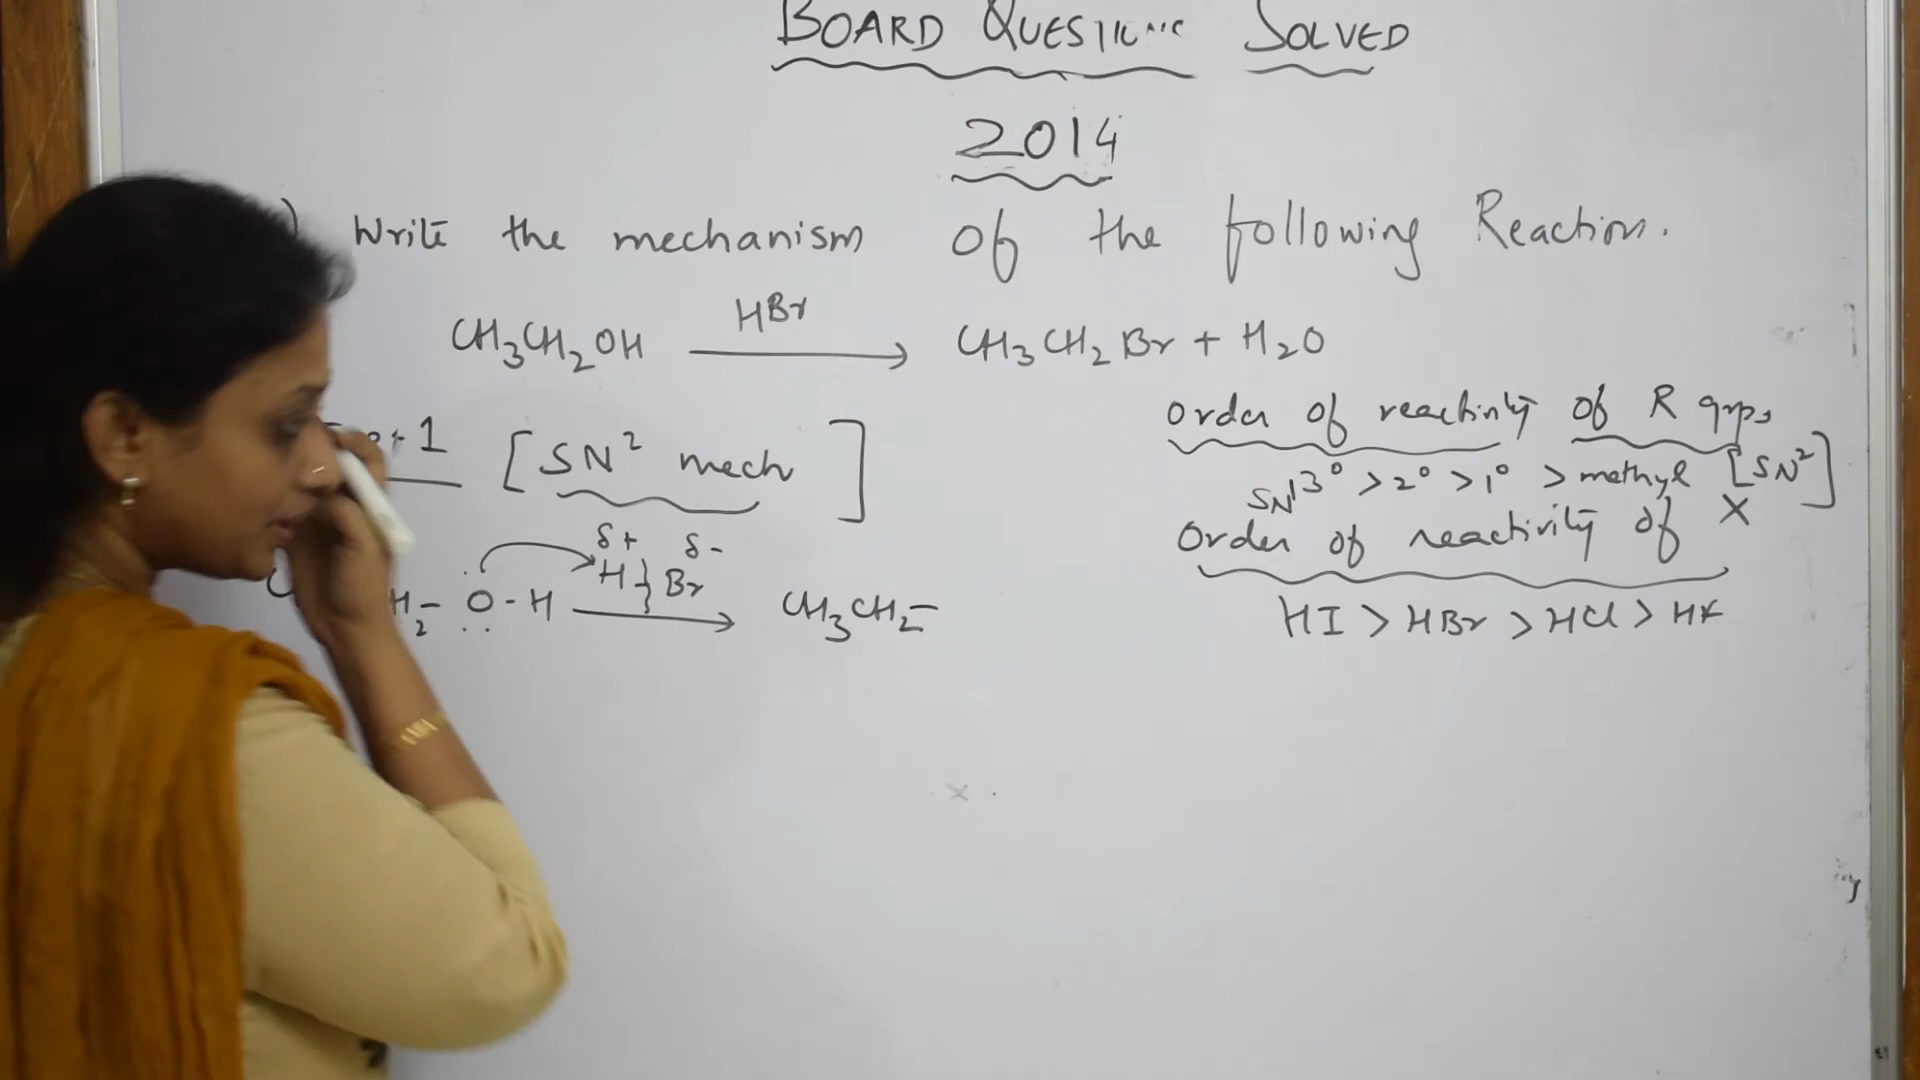 BOARD QUESTIONS SOLVED
2014
) Write the mechanism of the following Reaction.
CH₃CH₂OH —HBr→ CH₃CH₂Br + H₂O
1 [SN² mech]
Order of reactivity of R grps
SN¹ 3° > 2° > 1° > methyl [SN²]
Order of reactivity of X
HI > HBr > HCl > HF
δ+ δ-
H } Br
H₂- O - H → CH₃CH₂-